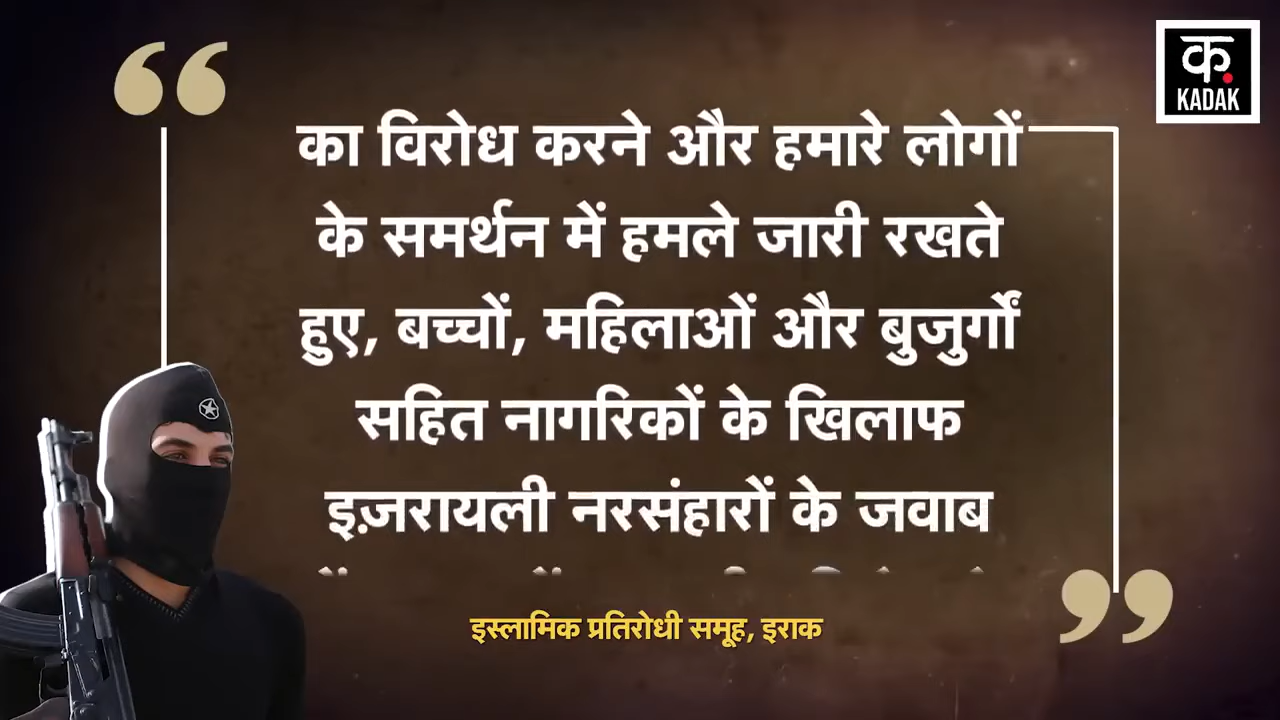 क.
KADAK
का विरोध करने और हमारे लोगों
के समर्थन में हमले जारी रखते
हुए, बच्चों, महिलाओं और बुजुर्गों
सहित नागरिकों के खिलाफ
इज़रायली नरसंहारों के जवाब
इस्लामिक प्रतिरोधी समूह, इराक